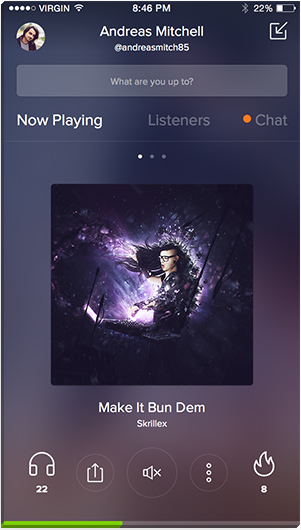 VIRGIN 8:46 PM 22%
Andreas Mitchell
@andreasmitch85
What are you up to?
Now Playing Listeners Chat
Make It Bun Dem
Skrillex
22 8